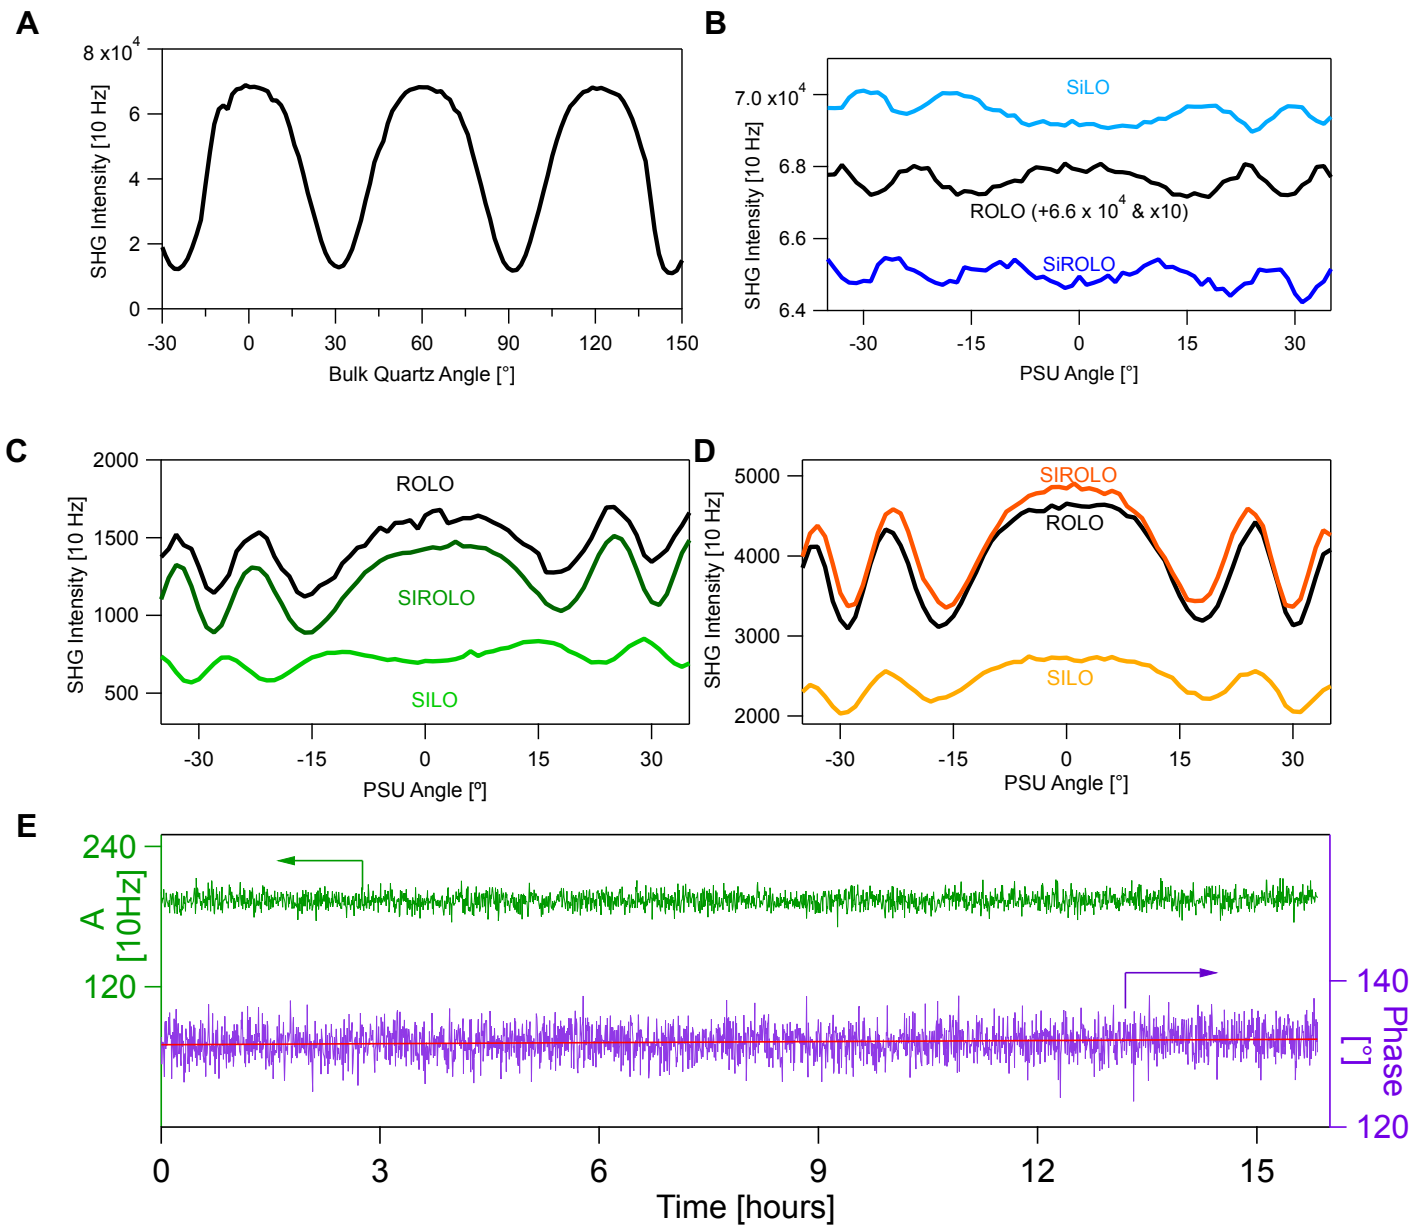 A
8 x10^4
6
4
2
0
SHG Intensity [10 Hz]
-30 0 30 60 90 120 150
Bulk Quartz Angle [°]
B
7.0 x10^4
6.8
6.6
6.4
SHG Intensity [10 Hz]
SiLO
ROLO (+6.6 x 10^4 & x10)
SiROLO
-30 -15 0 15 30
PSU Angle [°]
C
2000
1500
1000
500
SHG Intensity [10 Hz]
ROLO
SIROLO
SILO
-30 -15 0 15 30
PSU Angle [º]
D
5000
4000
3000
2000
SHG Intensity [10 Hz]
SIROLO
ROLO
SILO
-30 -15 0 15 30
PSU Angle [°]
E
240
120
A
[10Hz]
140
120
Phase
[°]
0 3 6 9 12 15
Time [hours]